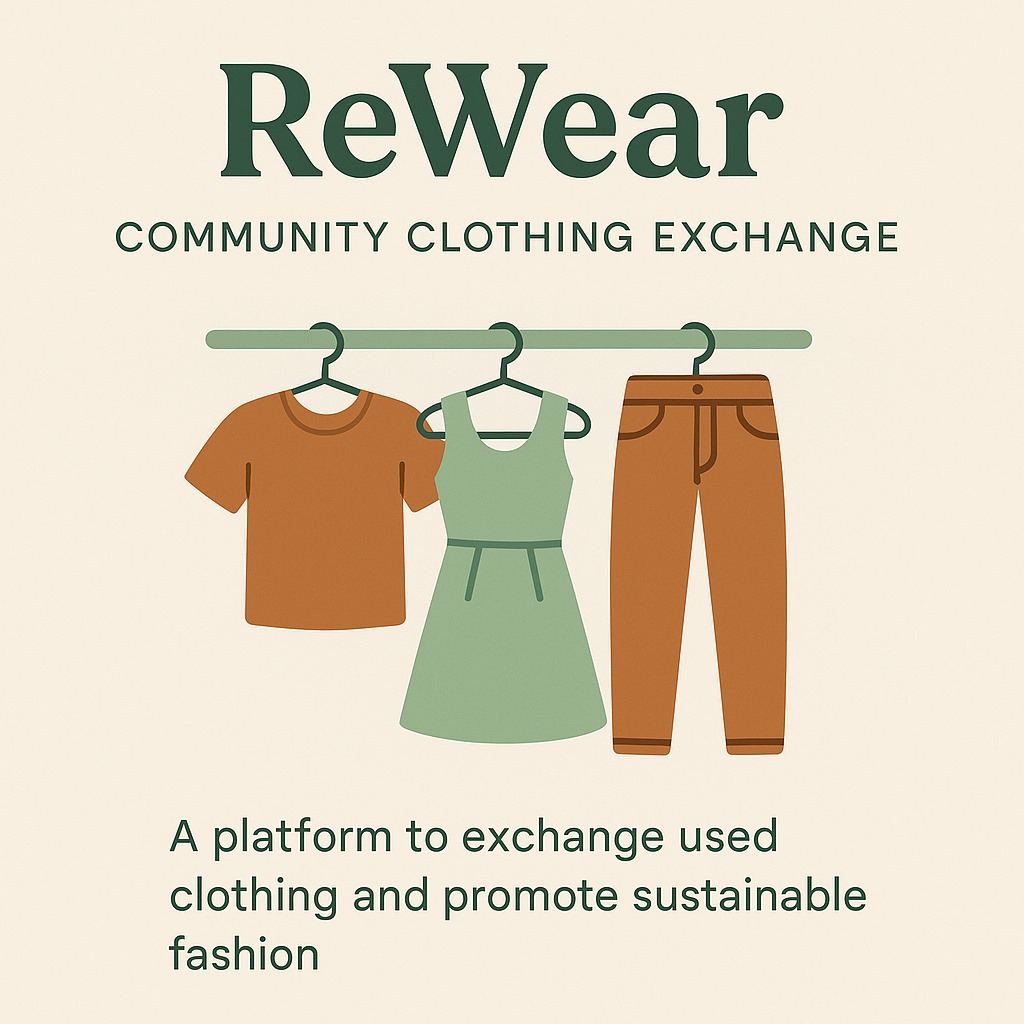 ReWear
COMMUNITY CLOTHING EXCHANGE
A platform to exchange used
clothing and promote sustainable
fashion